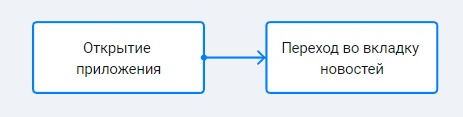 Открытие
приложения
Переход во вкладку
новостей